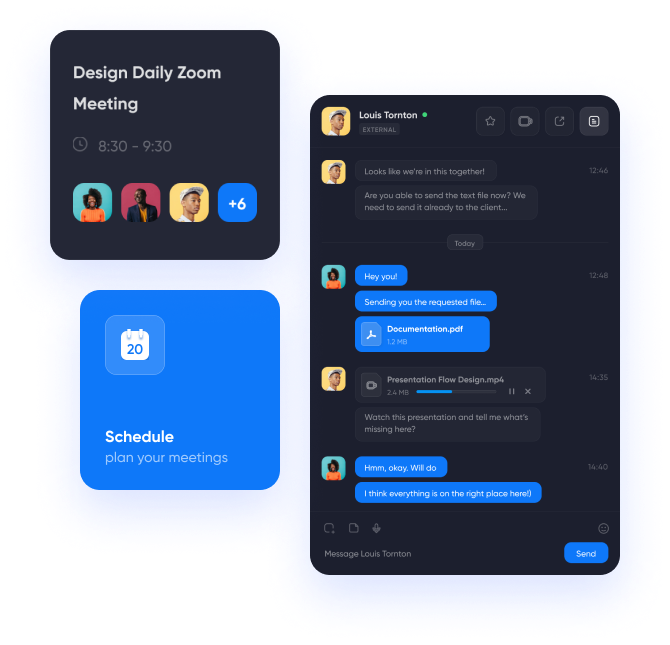 Design Daily Zoom
Meeting
8:30 - 9:30
+6
20
Schedule
plan your meetings
Louis Tornton
EXTERNAL
Looks like we're in this together!
12:46
Are you able to send the text file now? We
need to send it already to the client...
Today
Hey you!
12:48
Sending you the requested file...
Documentation.pdf
1.2 MB
Presentation Flow Design.mp4
14:35
2.4 MB
Watch this presentation and tell me what's
missing here?
Hmm, okay. Will do
14:40
I think everything is on the right place here!)
Message Louis Tornton
Send